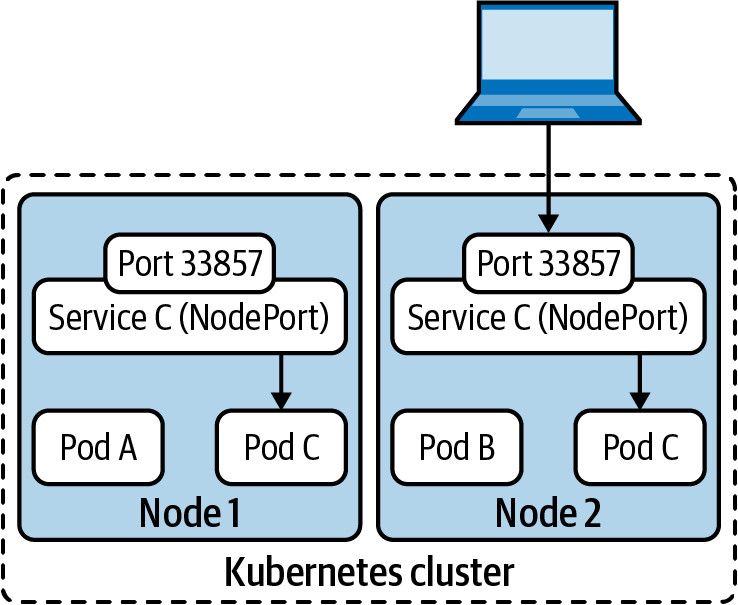 Port 33857
Service C (NodePort)
Pod A
Pod C
Node 1
Port 33857
Service C (NodePort)
Pod B
Pod C
Node 2
Kubernetes cluster